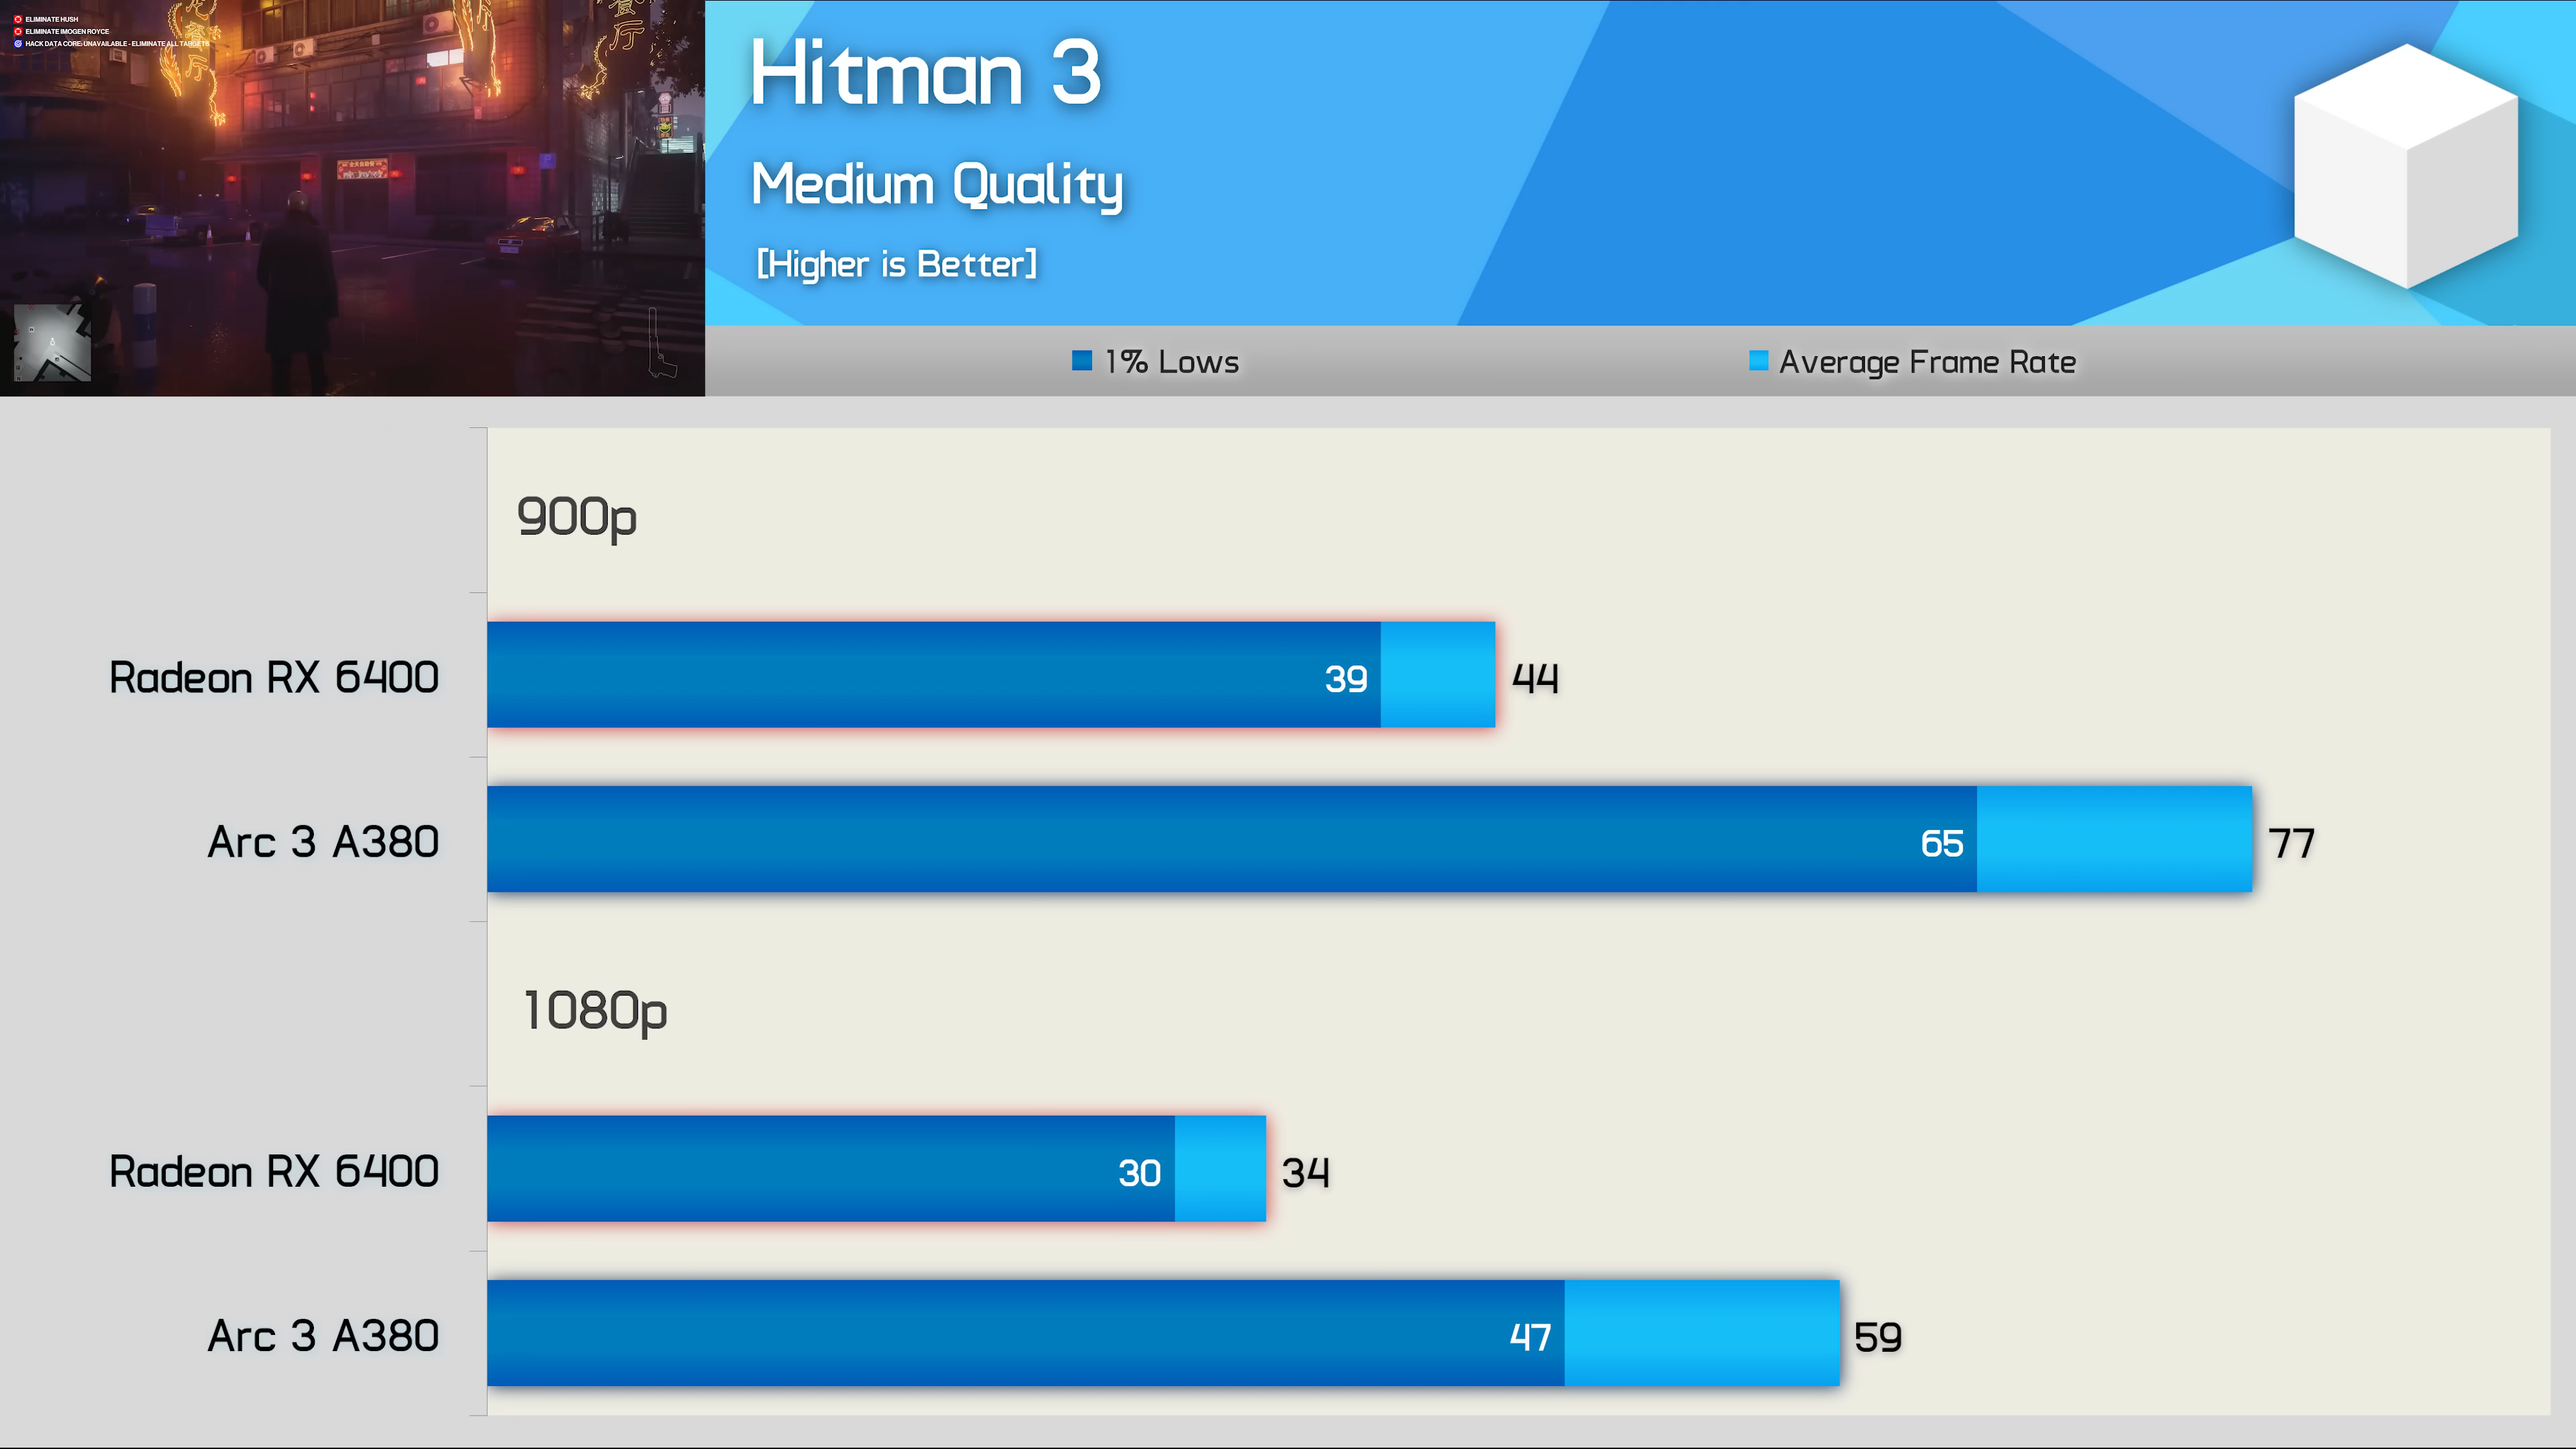 ELIMINATE HUSH
ELIMINATE IMOGEN ROYCE
HACK DATA CORE: UNAVAILABLE - ELIMINATE ALL TARGETS
Hitman 3
Medium Quality
[Higher is Better]
1% Lows
Average Frame Rate
900p
Radeon RX 6400
39
44
Arc 3 A380
65
77
1080p
Radeon RX 6400
30
34
Arc 3 A380
47
59